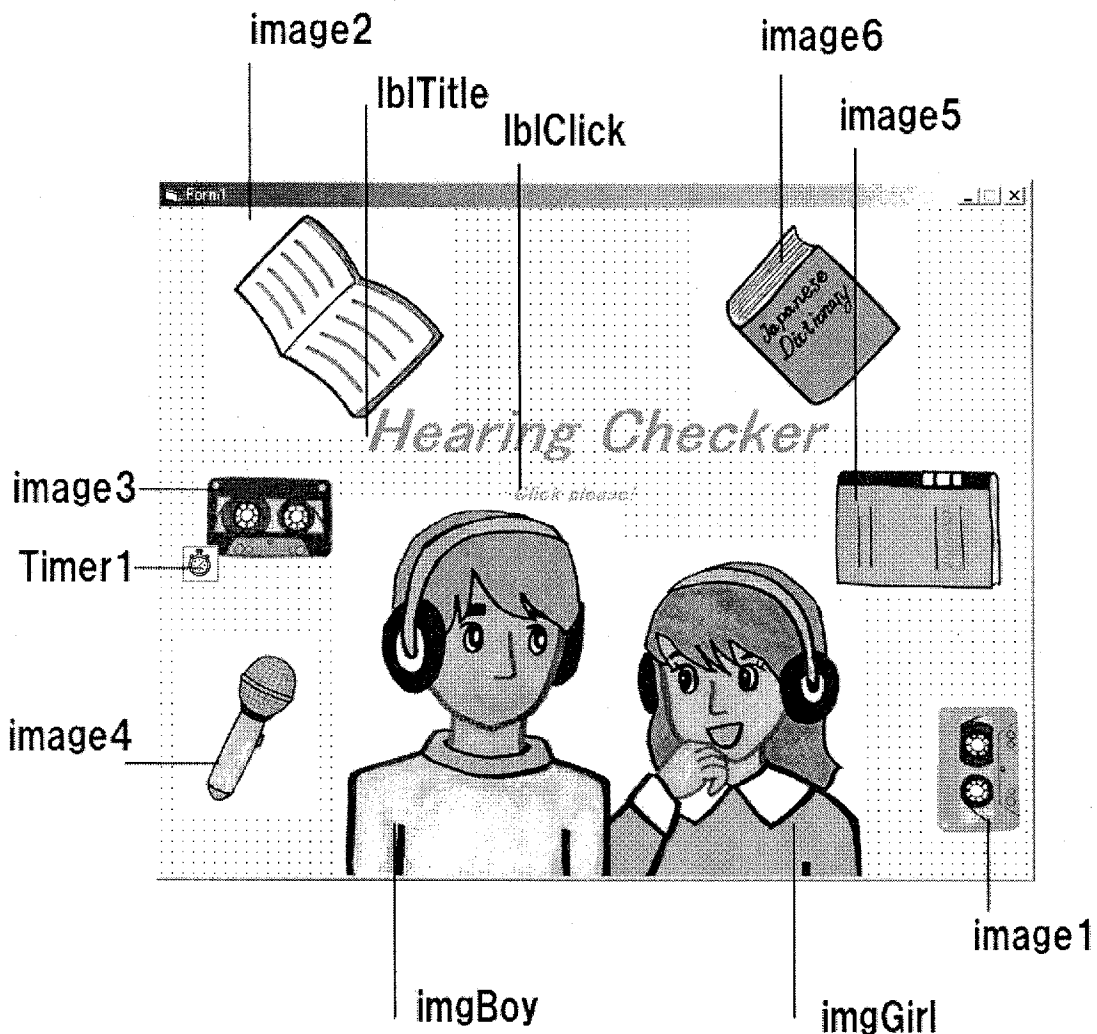 image2
image6
lblTitle
image5
lblClick
Form1
Japanese
Dictionary
Hearing Checker
image3
Click please!
Timer1
image4
image1
imgBoy
imgGirl